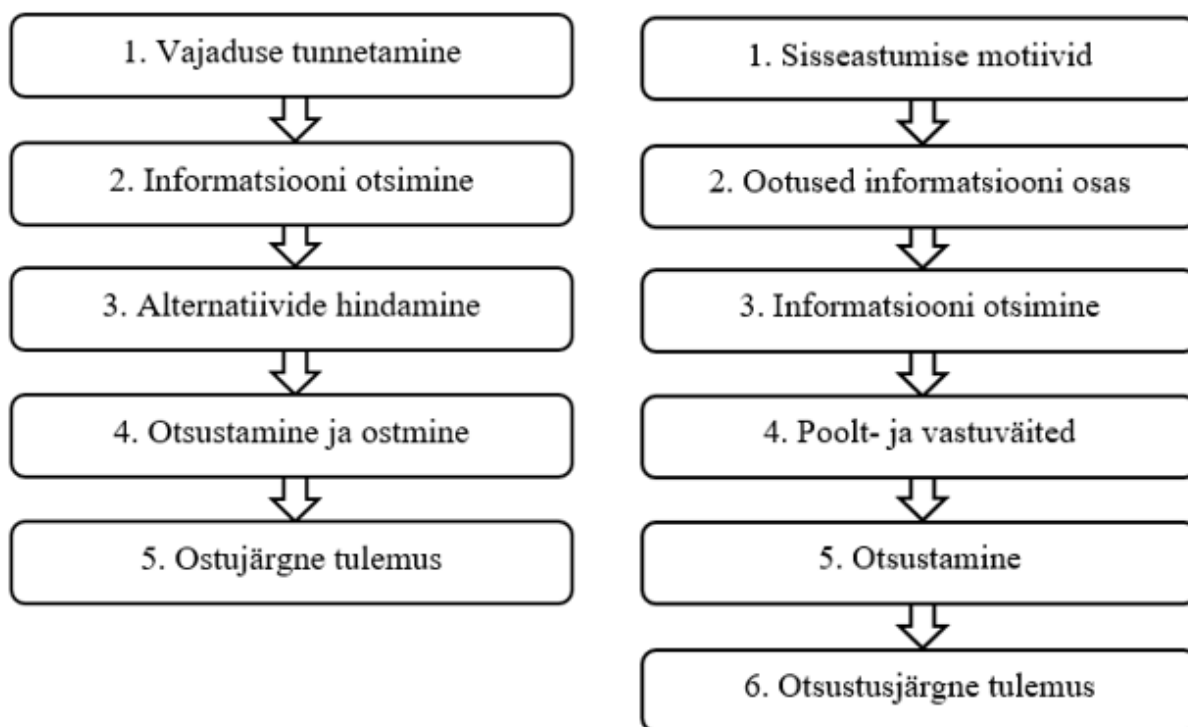 1. Vajaduse tunnetamine
2. Informatsiooni otsimine
3. Alternatiivide hindamine
4. Otsustamine ja ostmine
5. Ostujärgne tulemus
1. Sisseastumise motiivid
2. Ootused informatsiooni osas
3. Informatsiooni otsimine
4. Poolt- ja vastuväited
5. Otsustamine
6. Otsustusjärgne tulemus